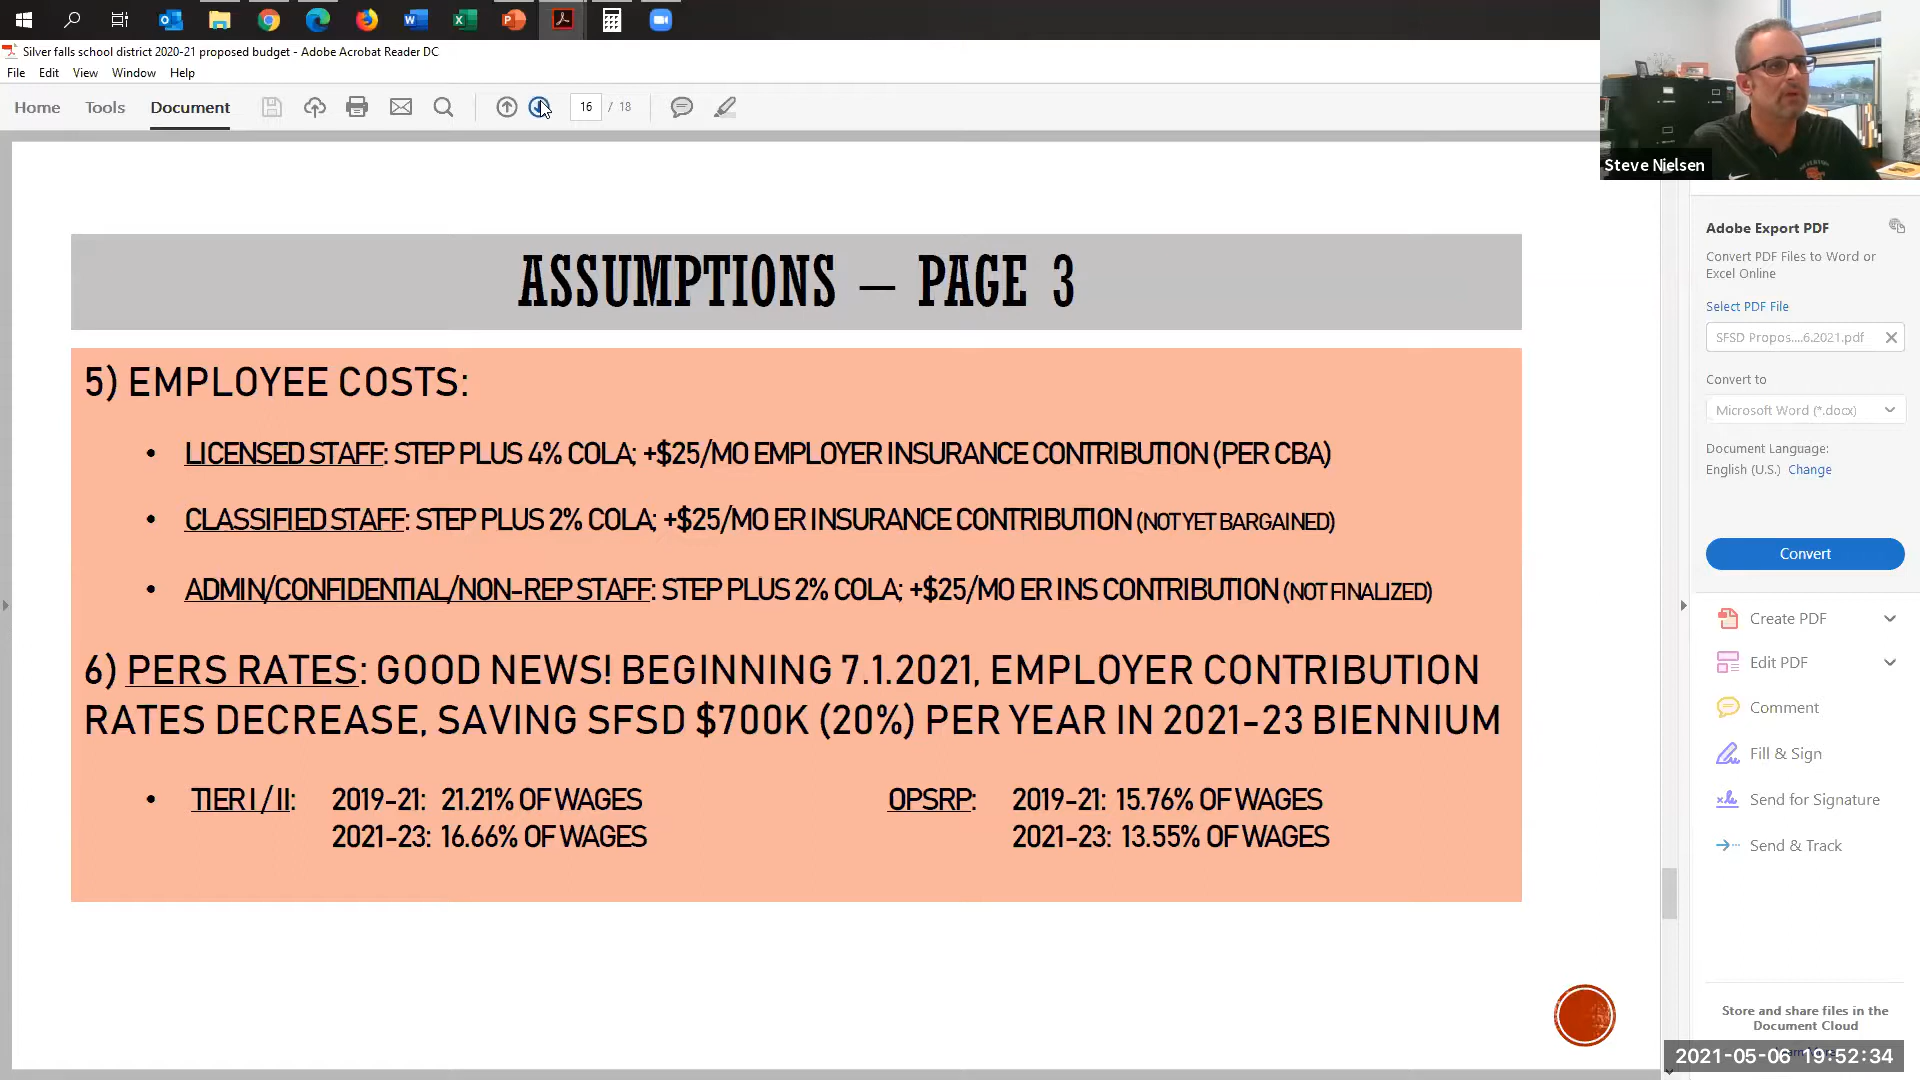 Silver falls school district 2020-21 proposed budget - Adobe Acrobat Reader DC
File Edit View Window Help
Home Tools Document 16 / 18
Steve Nielsen
ASSUMPTIONS – PAGE 3
5) EMPLOYEE COSTS:
• LICENSED STAFF: STEP PLUS 4% COLA; +$25/MO EMPLOYER INSURANCE CONTRIBUTION (PER CBA)
• CLASSIFIED STAFF: STEP PLUS 2% COLA; +$25/MO ER INSURANCE CONTRIBUTION (NOT YET BARGAINED)
• ADMIN/CONFIDENTIAL/NON-REP STAFF: STEP PLUS 2% COLA; +$25/MO ER INS CONTRIBUTION (NOT FINALIZED)
6) PERS RATES: GOOD NEWS! BEGINNING 7.1.2021, EMPLOYER CONTRIBUTION
RATES DECREASE, SAVING SFSD $700K (20%) PER YEAR IN 2021-23 BIENNIUM
• TIER I / II: 2019-21: 21.21% OF WAGES OPSRP: 2019-21: 15.76% OF WAGES
2021-23: 16.66% OF WAGES 2021-23: 13.55% OF WAGES
Adobe Export PDF
Convert PDF Files to Word or
Excel Online
Select PDF File
SFSD Propos....6.2021.pdf
Convert to
Microsoft Word (*.docx)
Document Language:
English (U.S.) Change
Convert
Create PDF
Edit PDF
Comment
Fill & Sign
Send for Signature
Send & Track
Store and share files in the
Document Cloud
2021-05-06 19:52:34